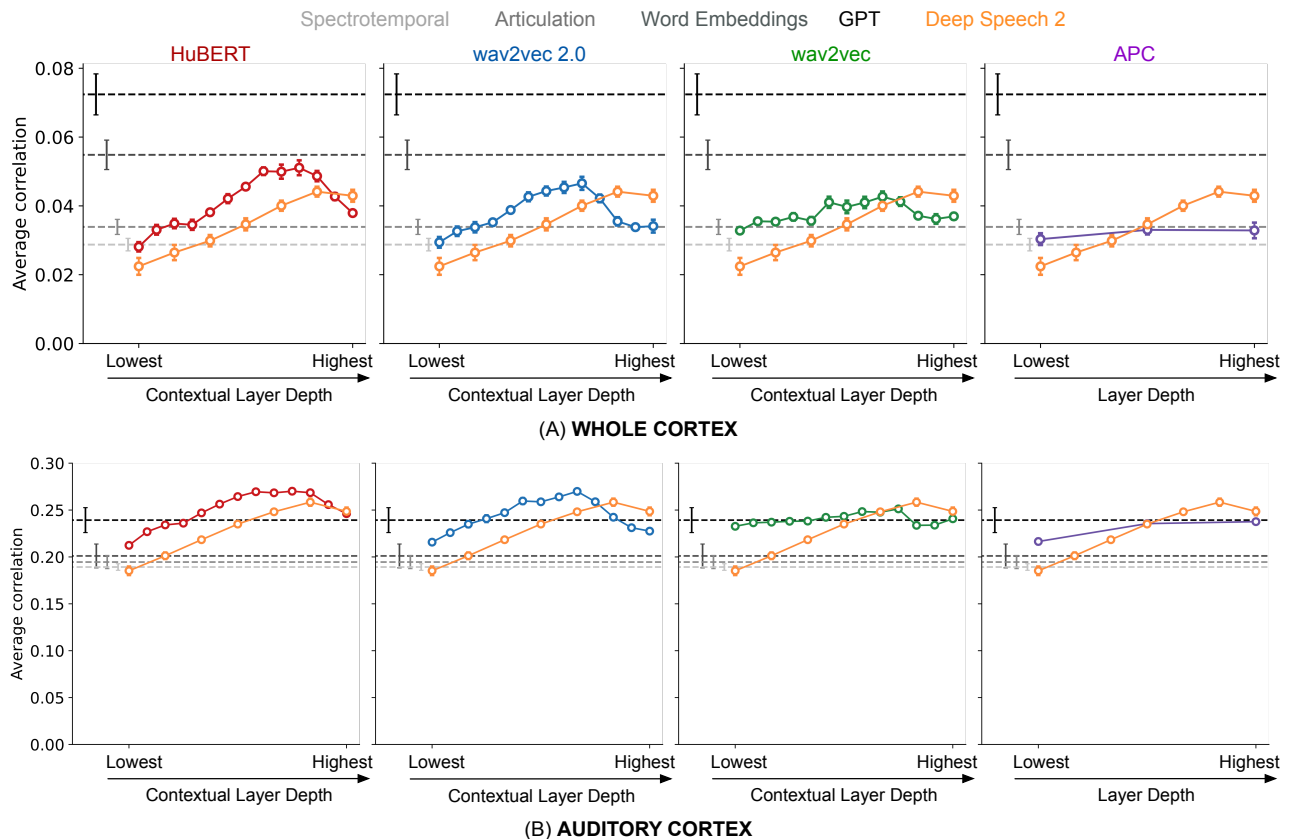 Spectrotemporal Articulation Word Embeddings GPT Deep Speech 2
HuBERT wav2vec 2.0 wav2vec APC
Average correlation
0.08
0.06
0.04
0.02
0.00
Lowest Highest Lowest Highest Lowest Highest Lowest Highest
Contextual Layer Depth Contextual Layer Depth Contextual Layer Depth Layer Depth
(A) WHOLE CORTEX
Average correlation
0.30
0.25
0.20
0.15
0.10
0.05
0.00
Lowest Highest Lowest Highest Lowest Highest Lowest Highest
Contextual Layer Depth Contextual Layer Depth Contextual Layer Depth Layer Depth
(B) AUDITORY CORTEX